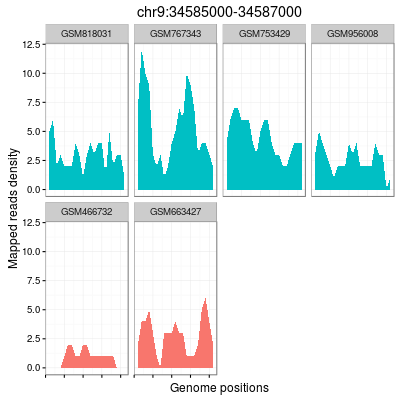 chr9:34585000-34587000
GSM818031 GSM767343 GSM753429 GSM956008
12.5
10.0
7.5
5.0
2.5
0.0
GSM466732 GSM663427
12.5
10.0
7.5
5.0
2.5
0.0
Mapped reads density
Genome positions